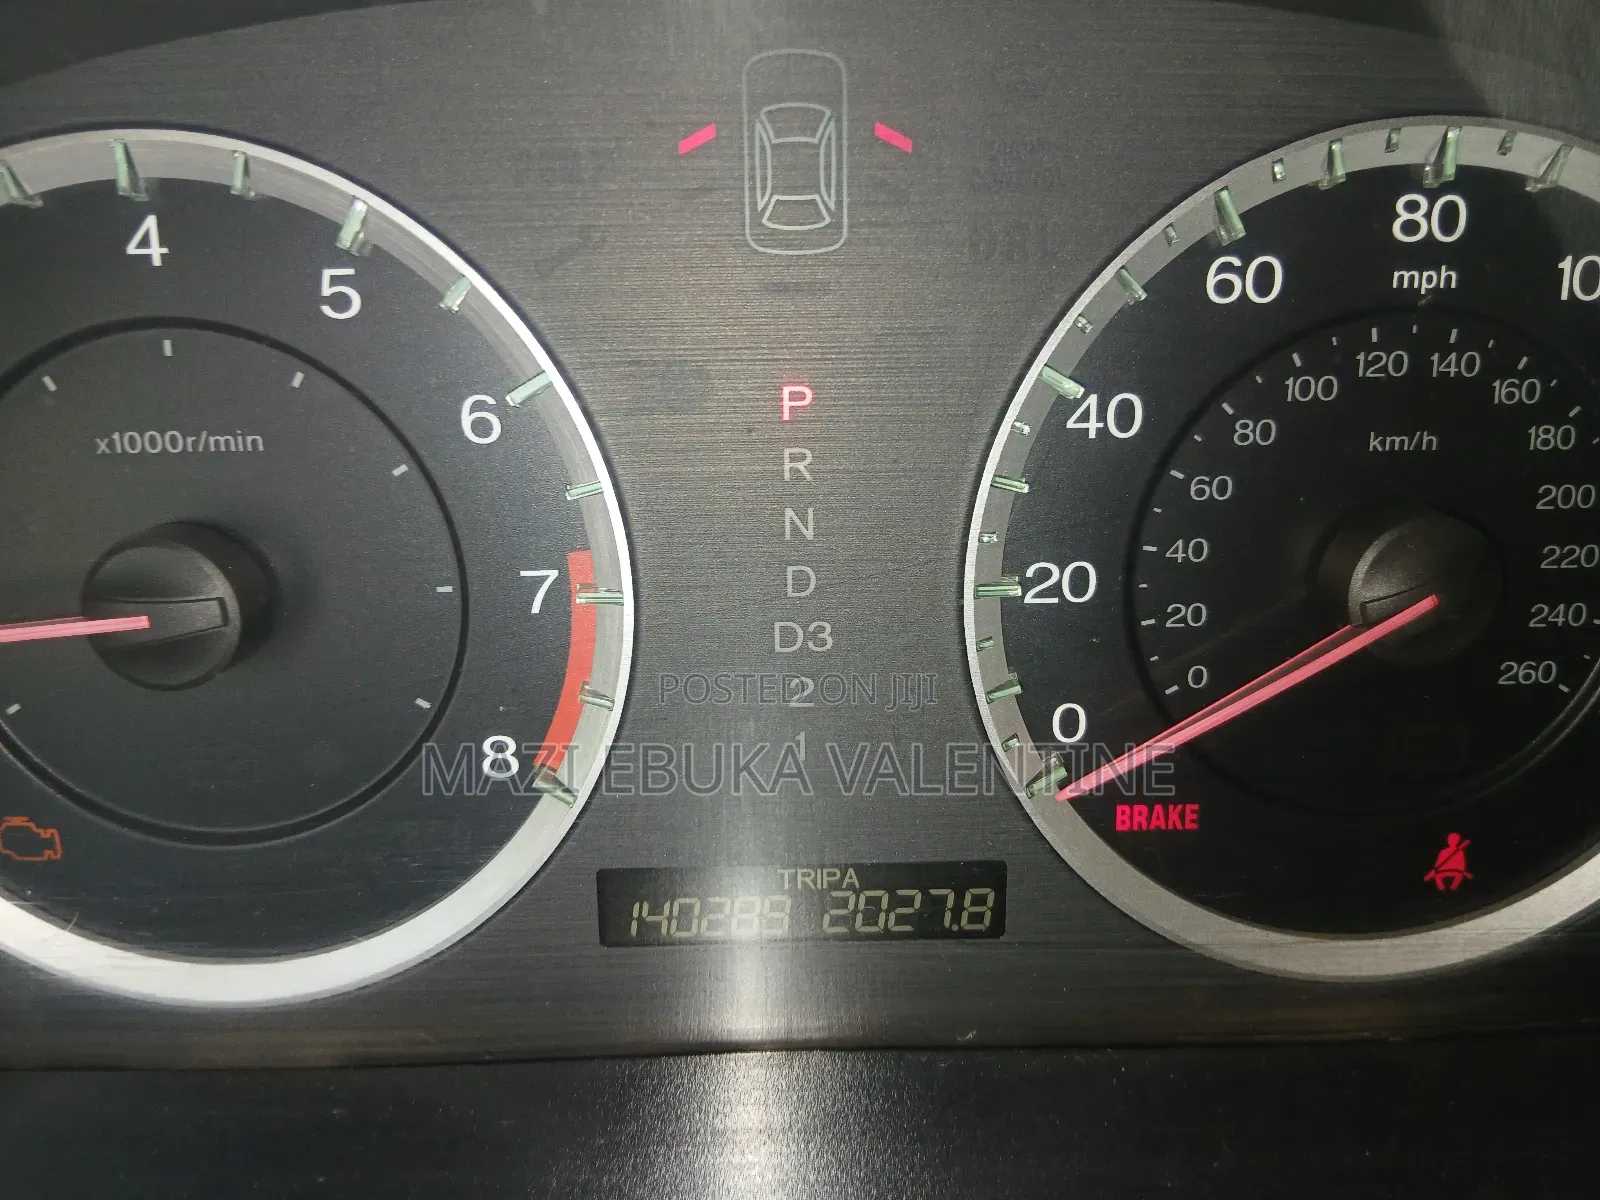 4
5
6
7
8
x1000r/min
P
R
N
D
D3
2
1
0
20
40
60
80
mph
0
20
40
60
80
100
120
140
160
180
200
220
240
260
km/h
BRAKE
TRIP A
2027.8
POSTED ON JIJI
MAZI EBUKA VALENTINE